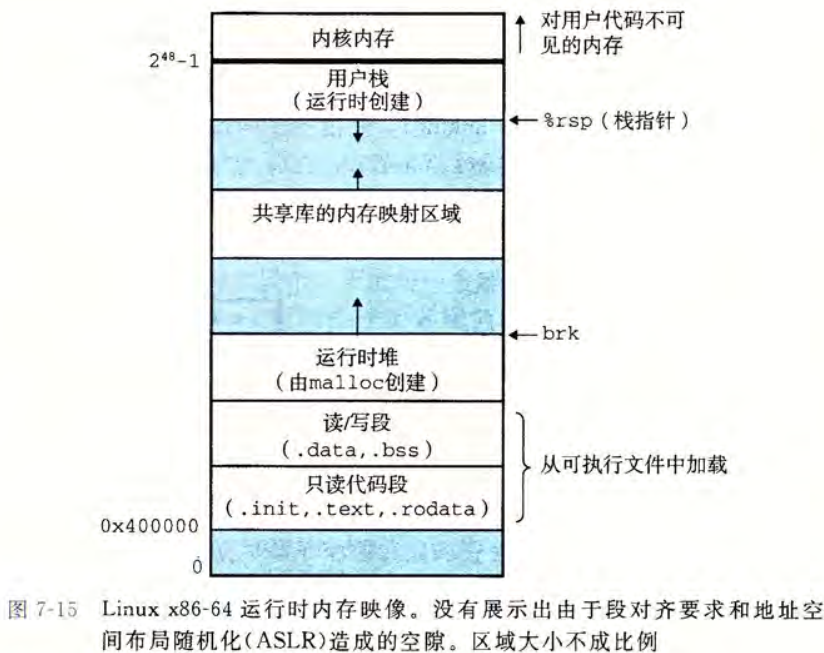 内核内存
对用户代码不可
见的内存
2⁴⁸-1
用户栈
(运行时创建)
%rsp(栈指针)
共享库的内存映射区域
brk
运行时堆
(由malloc创建)
读/写段
(.data,.bss)
从可执行文件中加载
只读代码段
(.init,.text,.rodata)
0x400000
0
图 7-15 Linux x86-64 运行时内存映像。没有展示出由于段对齐要求和地址空
间布局随机化(ASLR)造成的空隙。区域大小不成比例